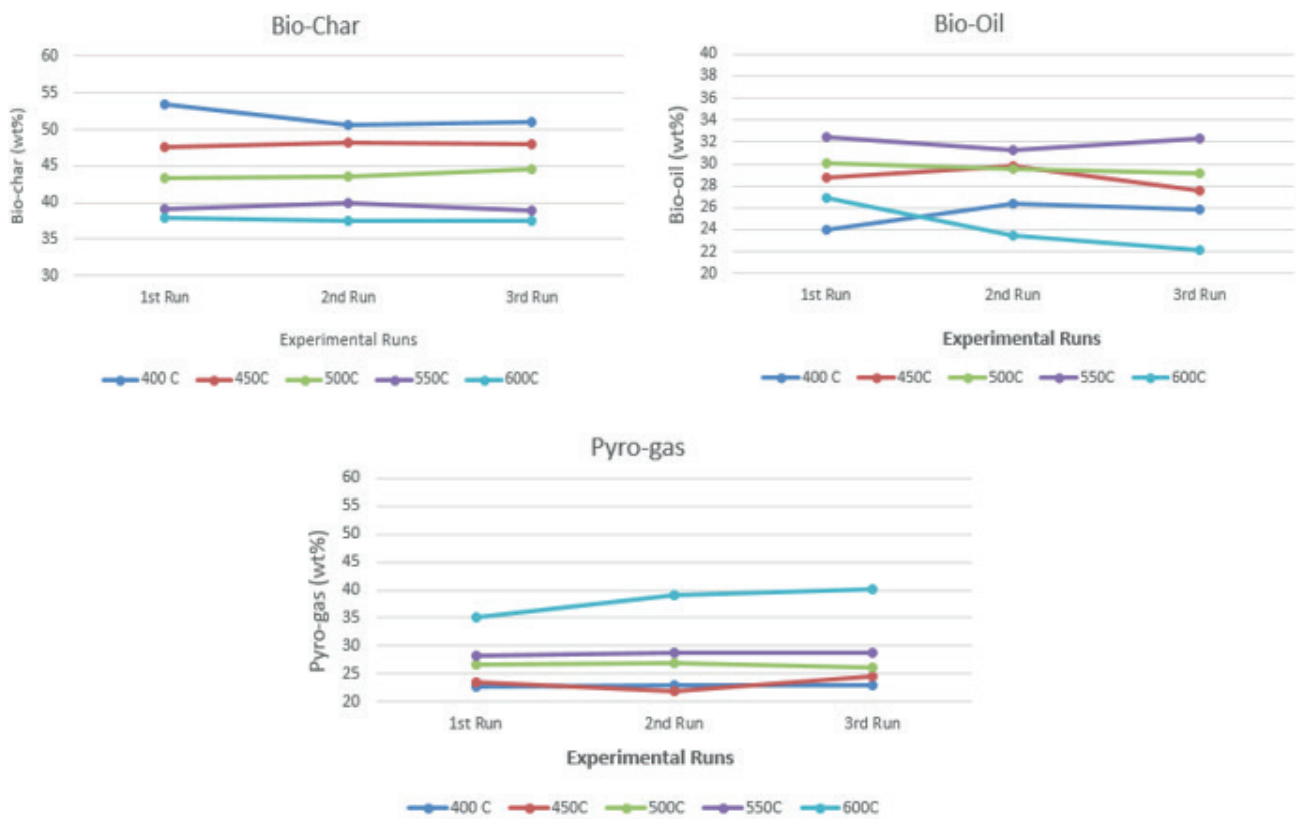 Bio-Char
Bio-char (wt%)
60
55
50
45
40
35
30
1st Run 2nd Run 3rd Run
Experimental Runs
400 C 450C 500C 550C 600C
Bio-Oil
Bio-oil (wt%)
40
38
36
34
32
30
28
26
24
22
20
1st Run 2nd Run 3rd Run
Experimental Runs
400 C 450C 500C 550C 600C
Pyro-gas
Pyro-gas (wt%)
60
55
50
45
40
35
30
25
20
1st Run 2nd Run 3rd Run
Experimental Runs
400 C 450C 500C 550C 600C